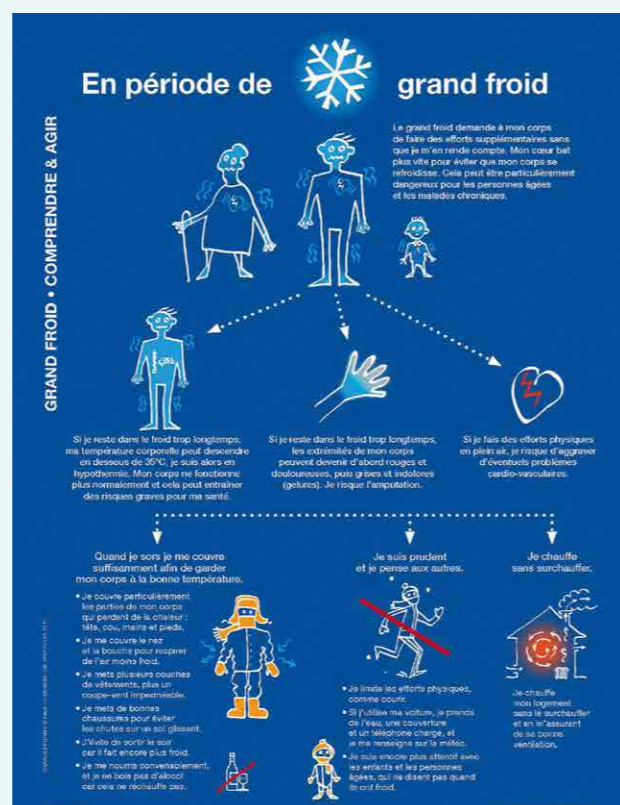 En période de grand froid
GRAND FROID • COMPRENDRE & AGIR
Le grand froid demande à mon corps
de faire des efforts supplémentaires sans
que je m'en rende compte. Mon cœur bat
plus vite pour éviter que mon corps se
refroidisse. Cela peut être particulièrement
dangereux pour les personnes âgées
et les malades chroniques.
Si je reste dans le froid trop longtemps,
ma température corporelle peut descendre
en dessous de 35°C, je suis alors en
hypothermie. Mon corps ne fonctionne
plus normalement et cela peut entraîner
des risques graves pour ma santé.
Si je reste dans le froid trop longtemps,
les extrémités de mon corps
peuvent devenir d'abord rouges et
douloureuses, puis grises et indolores
(gelures). Je risque l'amputation.
Si je fais des efforts physiques
en plein air, je risque d'aggraver
d'éventuels problèmes
cardio-vasculaires.
Quand je sors je me couvre
suffisamment afin de garder
mon corps à la bonne température.
• Je couvre particulièrement
les parties de mon corps
qui perdent de la chaleur :
tête, cou, mains et pieds.
• Je me couvre le nez
et la bouche pour respirer
de l'air moins froid.
• Je mets plusieurs couches
de vêtements, plus un
coupe-vent imperméable.
• Je mets de bonnes
chaussures pour éviter
les chutes sur un sol glissant.
• J'évite de sortir le soir
car il fait encore plus froid.
• Je me nourris convenablement,
et je ne bois pas d'alcool
car cela ne réchauffe pas.
Je suis prudent
et je pense aux autres.
• Je limite les efforts physiques,
comme courir.
• Si j'utilise ma voiture, je prends
de l'eau, une couverture
et un téléphone chargé, et
je me renseigne sur la météo.
• Je suis encore plus attentif avec
les enfants et les personnes
âgées, qui ne disent pas quand
ils ont froid.
Je chauffe
sans surchauffer.
Je chauffe
mon logement
sans le surchauffer
et en m'assurant
de sa bonne
ventilation.